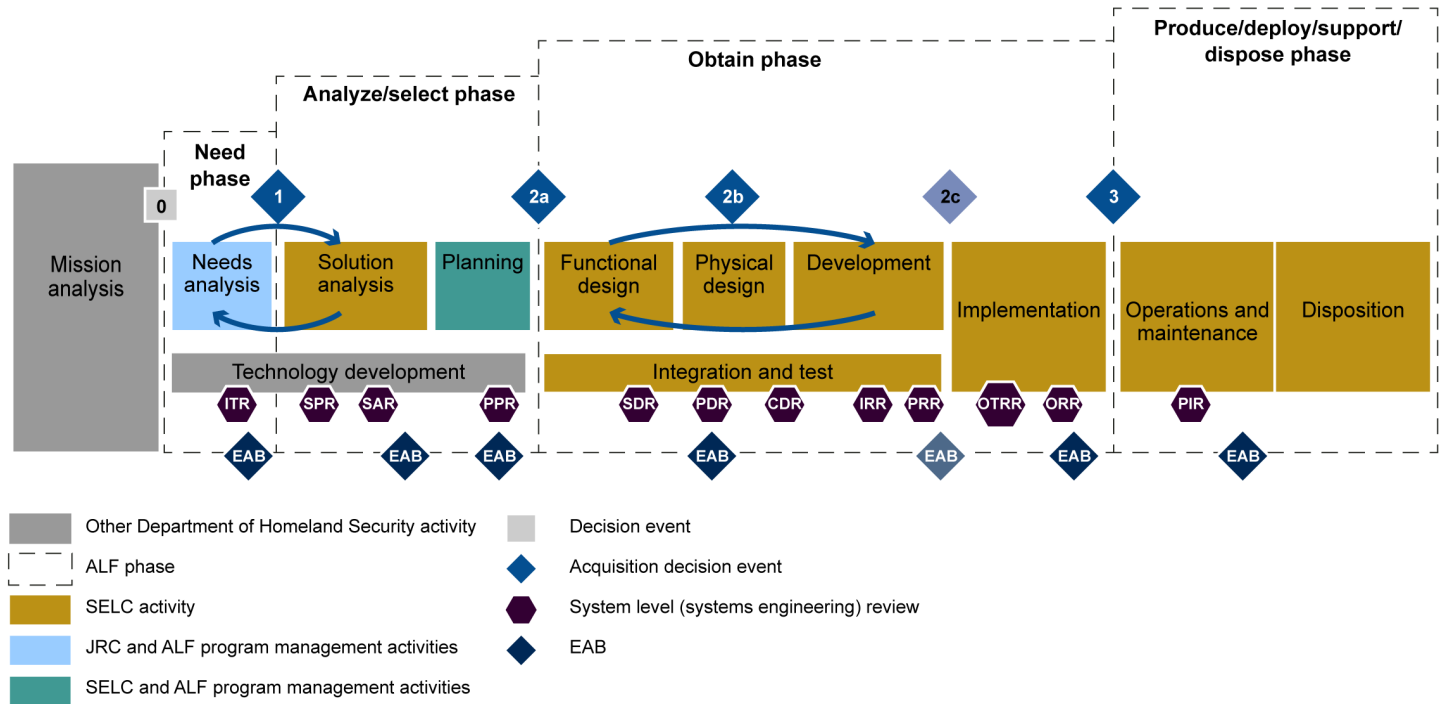 Produce/deploy/support/
dispose phase
Obtain phase
Analyze/select phase
Need
phase
0
1
2a
2b
2c
3
Mission
analysis
Needs
analysis
Solution
analysis
Planning
Functional
design
Physical
design
Development
Implementation
Operations and
maintenance
Disposition
Technology development
Integration and test
ITR
SPR
SAR
PPR
SDR
PDR
CDR
IRR
PRR
OTRR
ORR
PIR
EAB
EAB
EAB
EAB
EAB
EAB
EAB
Other Department of Homeland Security activity
ALF phase
SELC activity
JRC and ALF program management activities
SELC and ALF program management activities
Decision event
Acquisition decision event
System level (systems engineering) review
EAB